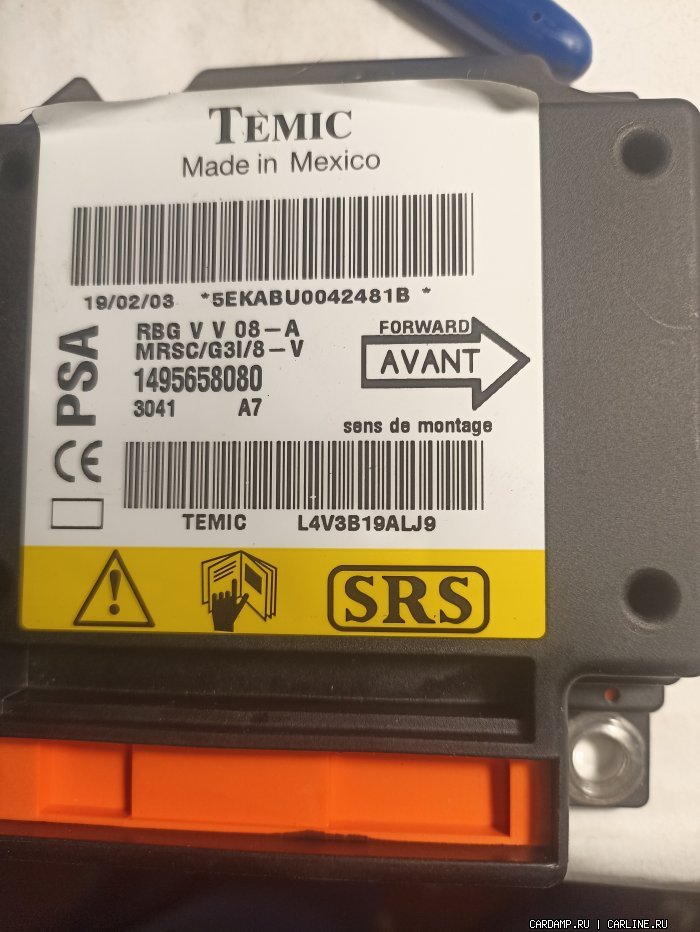 TEMIC
Made in Mexico
19/02/03 *5EKABU0042481B *
PSA
RBG V V 08-A
MRSC/G3I/8-V
1495658080
3041 A7
FORWARD
AVANT
sens de montage
CE
TEMIC L4V3B19ALJ9
SRS
CARDAMP.RU | CARLINE.RU